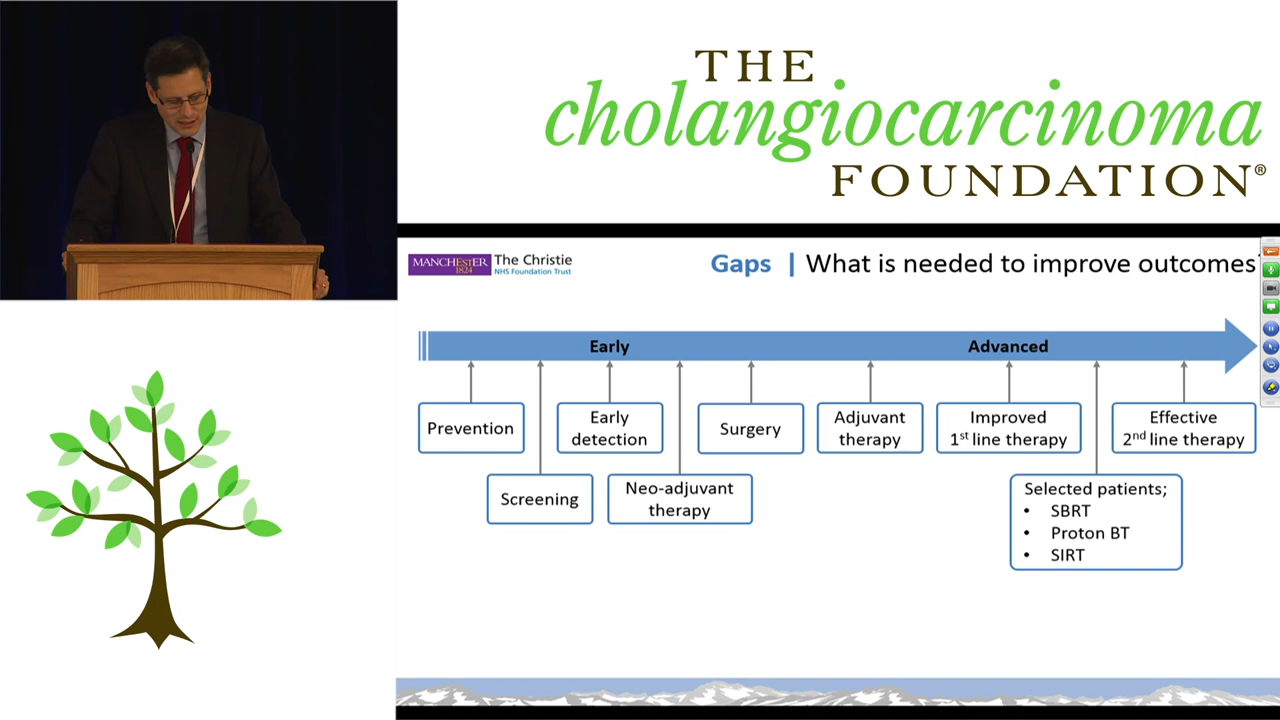 THE
cholangiocarcinoma
FOUNDATION®
MANCHESTER
1824
The Christie
NHS Foundation Trust
Gaps | What is needed to improve outcomes
Early
Advanced
Prevention
Early
detection
Surgery
Adjuvant
therapy
Improved
1st line therapy
Effective
2nd line therapy
Screening
Neo-adjuvant
therapy
Selected patients;
• SBRT
• Proton BT
• SIRT